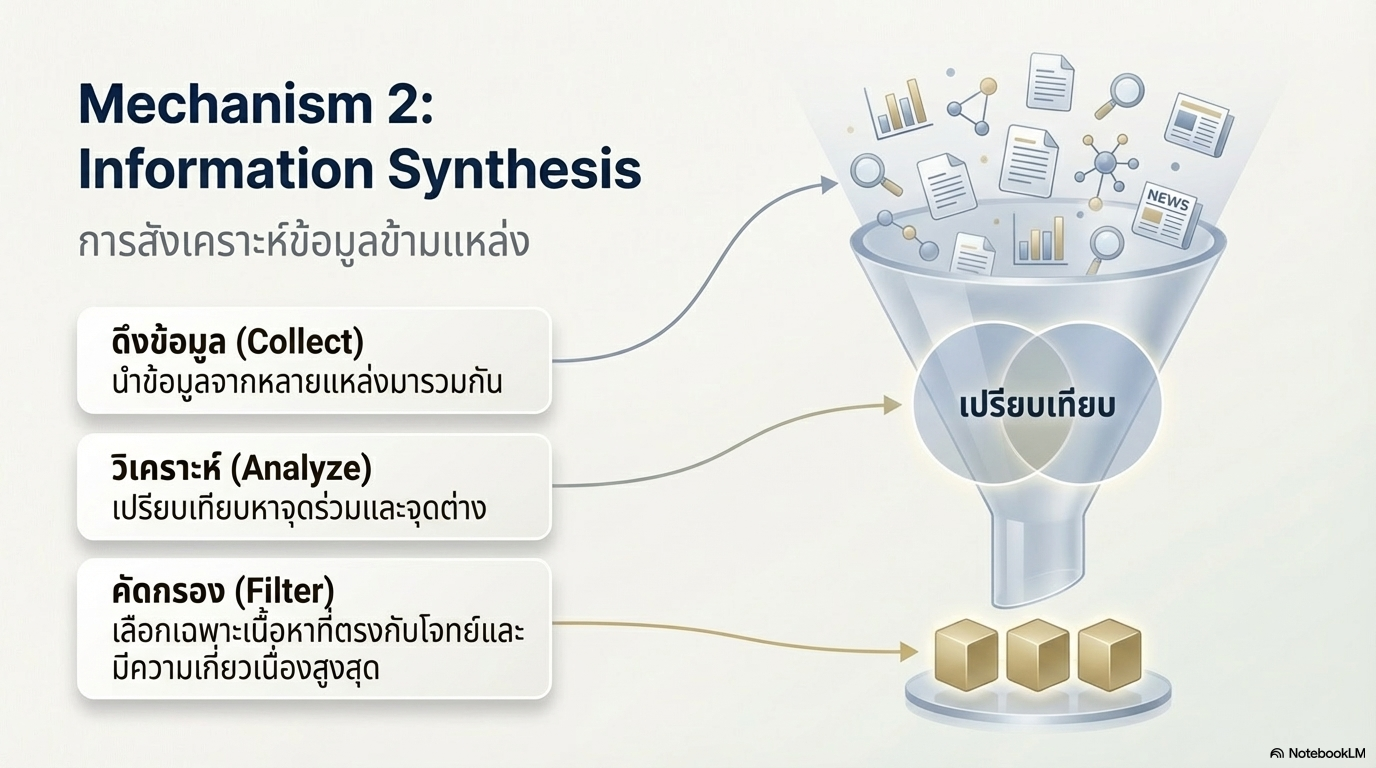 Mechanism 2:
Information Synthesis
การสังเคราะห์ข้อมูลข้ามแหล่ง
ดึงข้อมูล (Collect)
นำข้อมูลจากหลายแหล่งมารวมกัน
วิเคราะห์ (Analyze)
เปรียบเทียบหาจุดร่วมและจุดต่าง
คัดกรอง (Filter)
เลือกเฉพาะเนื้อหาที่ตรงกับโจทย์และ
มีความเกี่ยวเนื่องสูงสุด
NEWS
เปรียบเทียบ
NotebookLM